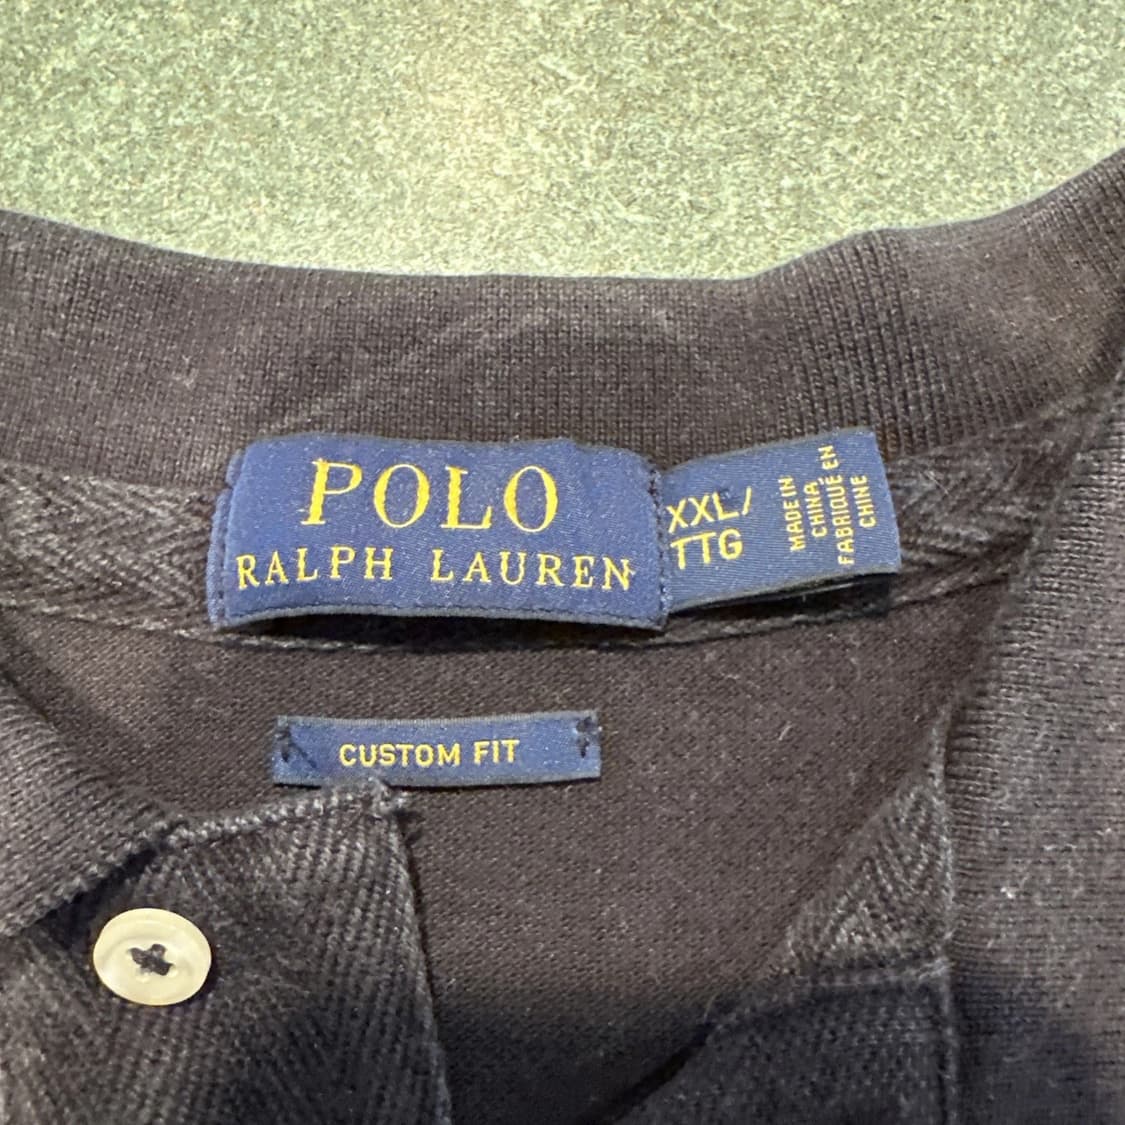 POLO
RALPH LAUREN
XXL/
TTG
MADE IN
CHINA
FABRIQUÉ EN
CHINE
CUSTOM FIT